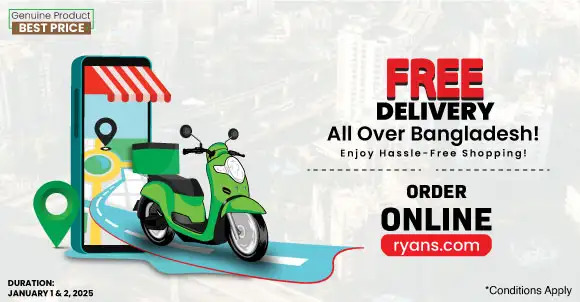 Genuine Product
BEST PRICE
FREE
DELIVERY
All Over Bangladesh!
Enjoy Hassle-Free Shopping!
ORDER
ONLINE
ryans.com
DURATION:
JANUARY 1 & 2, 2025
*Conditions Apply